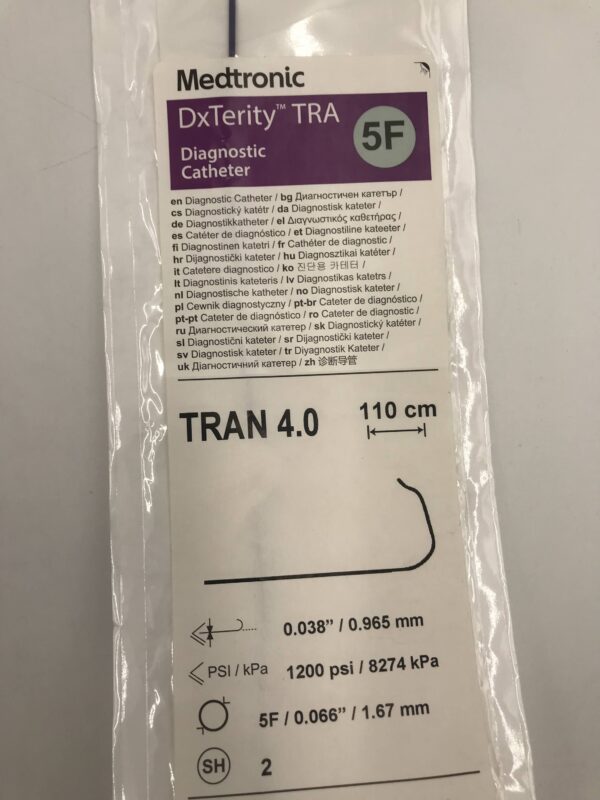 Medtronic
DxTerity™ TRA
5F
Diagnostic
Catheter
en Diagnostic Catheter / bg Диагностичен катетър /
cs Diagnostický katétr / da Diagnostisk kateter /
de Diagnostikkatheter / el Διαγνωστικός καθετήρας /
es Catéter de diagnóstico / et Diagnostiline kateeter /
fi Diagnostinen katetri / fr Cathéter de diagnostic /
hr Dijagnostički kateter / hu Diagnosztikai katéter /
it Catetere diagnostico / ko 진단용 카테터 /
lt Diagnostinis kateteris / lv Diagnostikas katetrs /
nl Diagnostische katheter / no Diagnostisk kateter /
pl Cewnik diagnostyczny / pt-br Cateter de diagnóstico /
pt-pt Cateter de diagnóstico / ro Cateter de diagnostic /
ru Диагностический катетер / sk Diagnostický katéter /
sl Diagnostični kateter / sr Dijagnostički kateter /
sv Diagnostisk kateter / tr Diyagnostik Kateter /
uk Діагностичний катетер / zh 诊断导管
TRAN 4.0
110 cm
0.038” / 0.965 mm
PSI / kPa 1200 psi / 8274 kPa
5F / 0.066” / 1.67 mm
SH 2